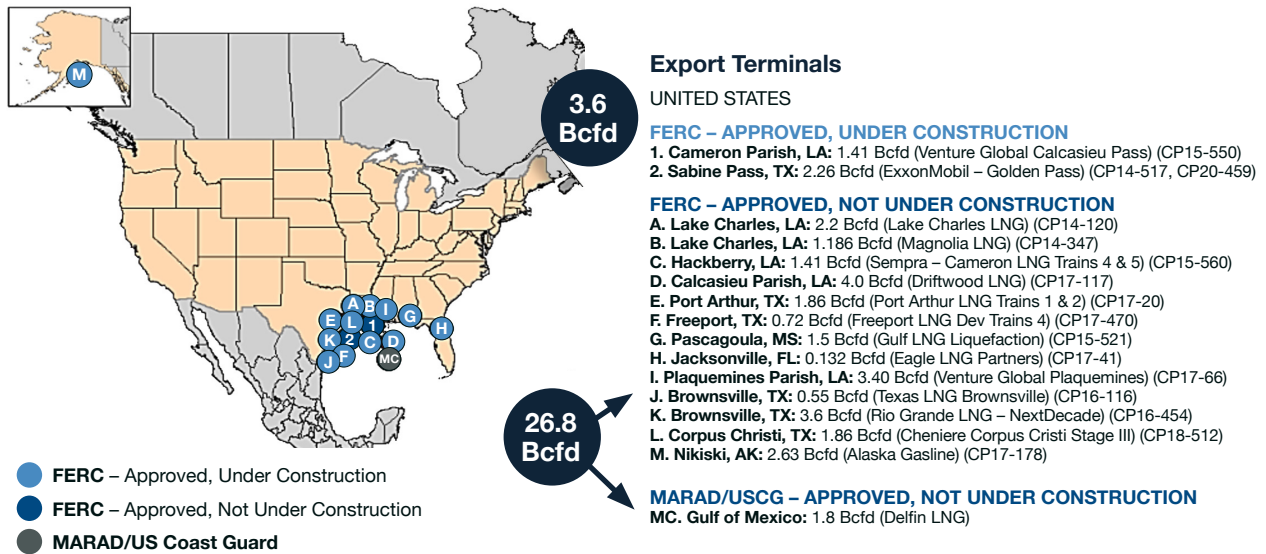 M
3.6
Bcfd
Export Terminals
UNITED STATES
FERC – APPROVED, UNDER CONSTRUCTION
1. Cameron Parish, LA: 1.41 Bcfd (Venture Global Calcasieu Pass) (CP15-550)
2. Sabine Pass, TX: 2.26 Bcfd (ExxonMobil – Golden Pass) (CP14-517, CP20-459)
FERC – APPROVED, NOT UNDER CONSTRUCTION
A. Lake Charles, LA: 2.2 Bcfd (Lake Charles LNG) (CP14-120)
B. Lake Charles, LA: 1.186 Bcfd (Magnolia LNG) (CP14-347)
C. Hackberry, LA: 1.41 Bcfd (Sempra – Cameron LNG Trains 4 & 5) (CP15-560)
D. Calcasieu Parish, LA: 4.0 Bcfd (Driftwood LNG) (CP17-117)
E. Port Arthur, TX: 1.86 Bcfd (Port Arthur LNG Trains 1 & 2) (CP17-20)
F. Freeport, TX: 0.72 Bcfd (Freeport LNG Dev Trains 4) (CP17-470)
G. Pascagoula, MS: 1.5 Bcfd (Gulf LNG Liquefaction) (CP15-521)
H. Jacksonville, FL: 0.132 Bcfd (Eagle LNG Partners) (CP17-41)
I. Plaquemines Parish, LA: 3.40 Bcfd (Venture Global Plaquemines) (CP17-66)
J. Brownsville, TX: 0.55 Bcfd (Texas LNG Brownsville) (CP16-116)
K. Brownsville, TX: 3.6 Bcfd (Rio Grande LNG – NextDecade) (CP16-454)
L. Corpus Christi, TX: 1.86 Bcfd (Cheniere Corpus Cristi Stage III) (CP18-512)
M. Nikiski, AK: 2.63 Bcfd (Alaska Gasline) (CP17-178)
MARAD/USCG – APPROVED, NOT UNDER CONSTRUCTION
MC. Gulf of Mexico: 1.8 Bcfd (Delfin LNG)
26.8
Bcfd
A B I
E L 1 G H
K 2 C D
J F MC
FERC – Approved, Under Construction
FERC – Approved, Not Under Construction
MARAD/US Coast Guard